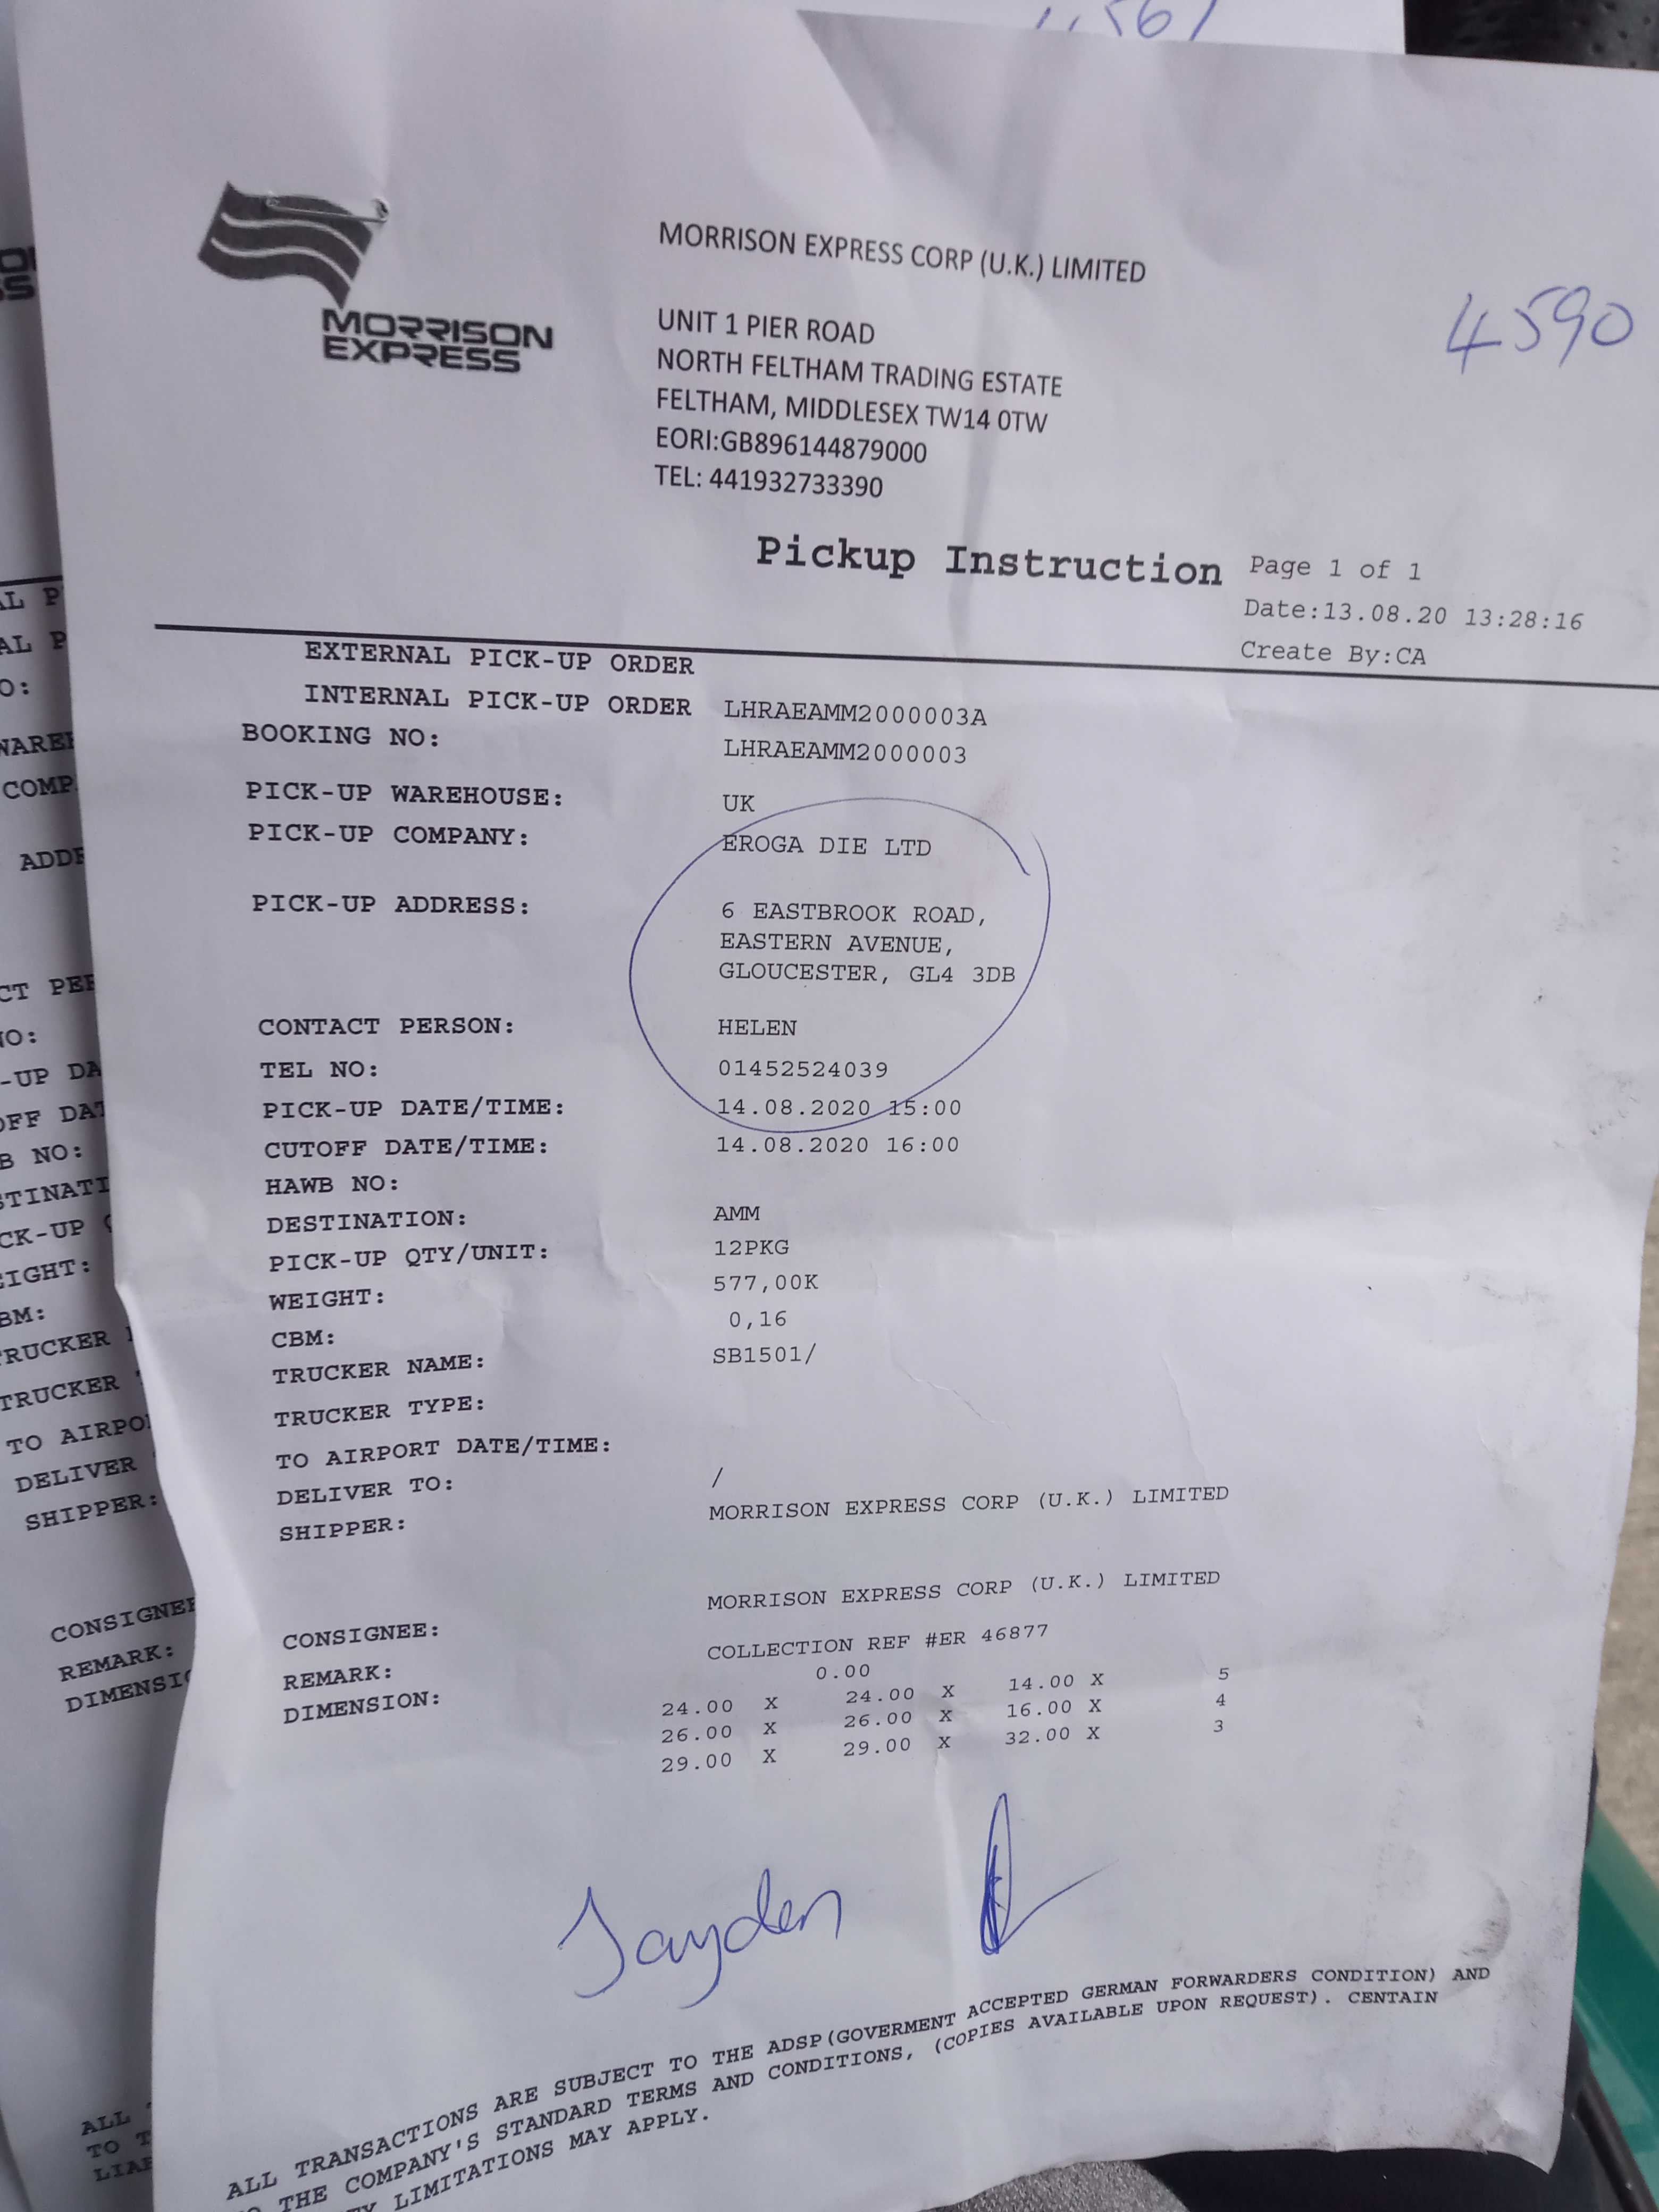 MORRISON
EXPRESS
MORRISON EXPRESS CORP (U.K.) LIMITED
UNIT 1 PIER ROAD
NORTH FELTHAM TRADING ESTATE
FELTHAM, MIDDLESEX TW14 0TW
EORI:GB896144879000
TEL: 441932733390
4590
Pickup Instruction
Page 1 of 1
Date:13.08.20 13:28:16
Create By:CA
EXTERNAL PICK-UP ORDER
INTERNAL PICK-UP ORDER LHRAEAMM2000003A
BOOKING NO: LHRAEAMM2000003
PICK-UP WAREHOUSE: UK
PICK-UP COMPANY: EROGA DIE LTD
PICK-UP ADDRESS: 6 EASTBROOK ROAD,
EASTERN AVENUE,
GLOUCESTER, GL4 3DB
CONTACT PERSON: HELEN
TEL NO: 01452524039
PICK-UP DATE/TIME: 14.08.2020 15:00
CUTOFF DATE/TIME: 14.08.2020 16:00
HAWB NO:
DESTINATION: AMM
PICK-UP QTY/UNIT: 12PKG
WEIGHT: 577,00K
CBM: 0,16
TRUCKER NAME: SB1501/
TRUCKER TYPE:
TO AIRPORT DATE/TIME:
DELIVER TO: /
SHIPPER: MORRISON EXPRESS CORP (U.K.) LIMITED
MORRISON EXPRESS CORP (U.K.) LIMITED
CONSIGNEE:
REMARK: COLLECTION REF #ER 46877
DIMENSION: 0.00
24.00 X 24.00 X 14.00 X 5
26.00 X 26.00 X 16.00 X 4
29.00 X 29.00 X 32.00 X 3
Jayden
ALL TRANSACTIONS ARE SUBJECT TO THE ADSP(GOVERMENT ACCEPTED GERMAN FORWARDERS CONDITION) AND
THE COMPANY'S STANDARD TERMS AND CONDITIONS, (COPIES AVAILABLE UPON REQUEST). CENTAIN
LIMITATIONS MAY APPLY.